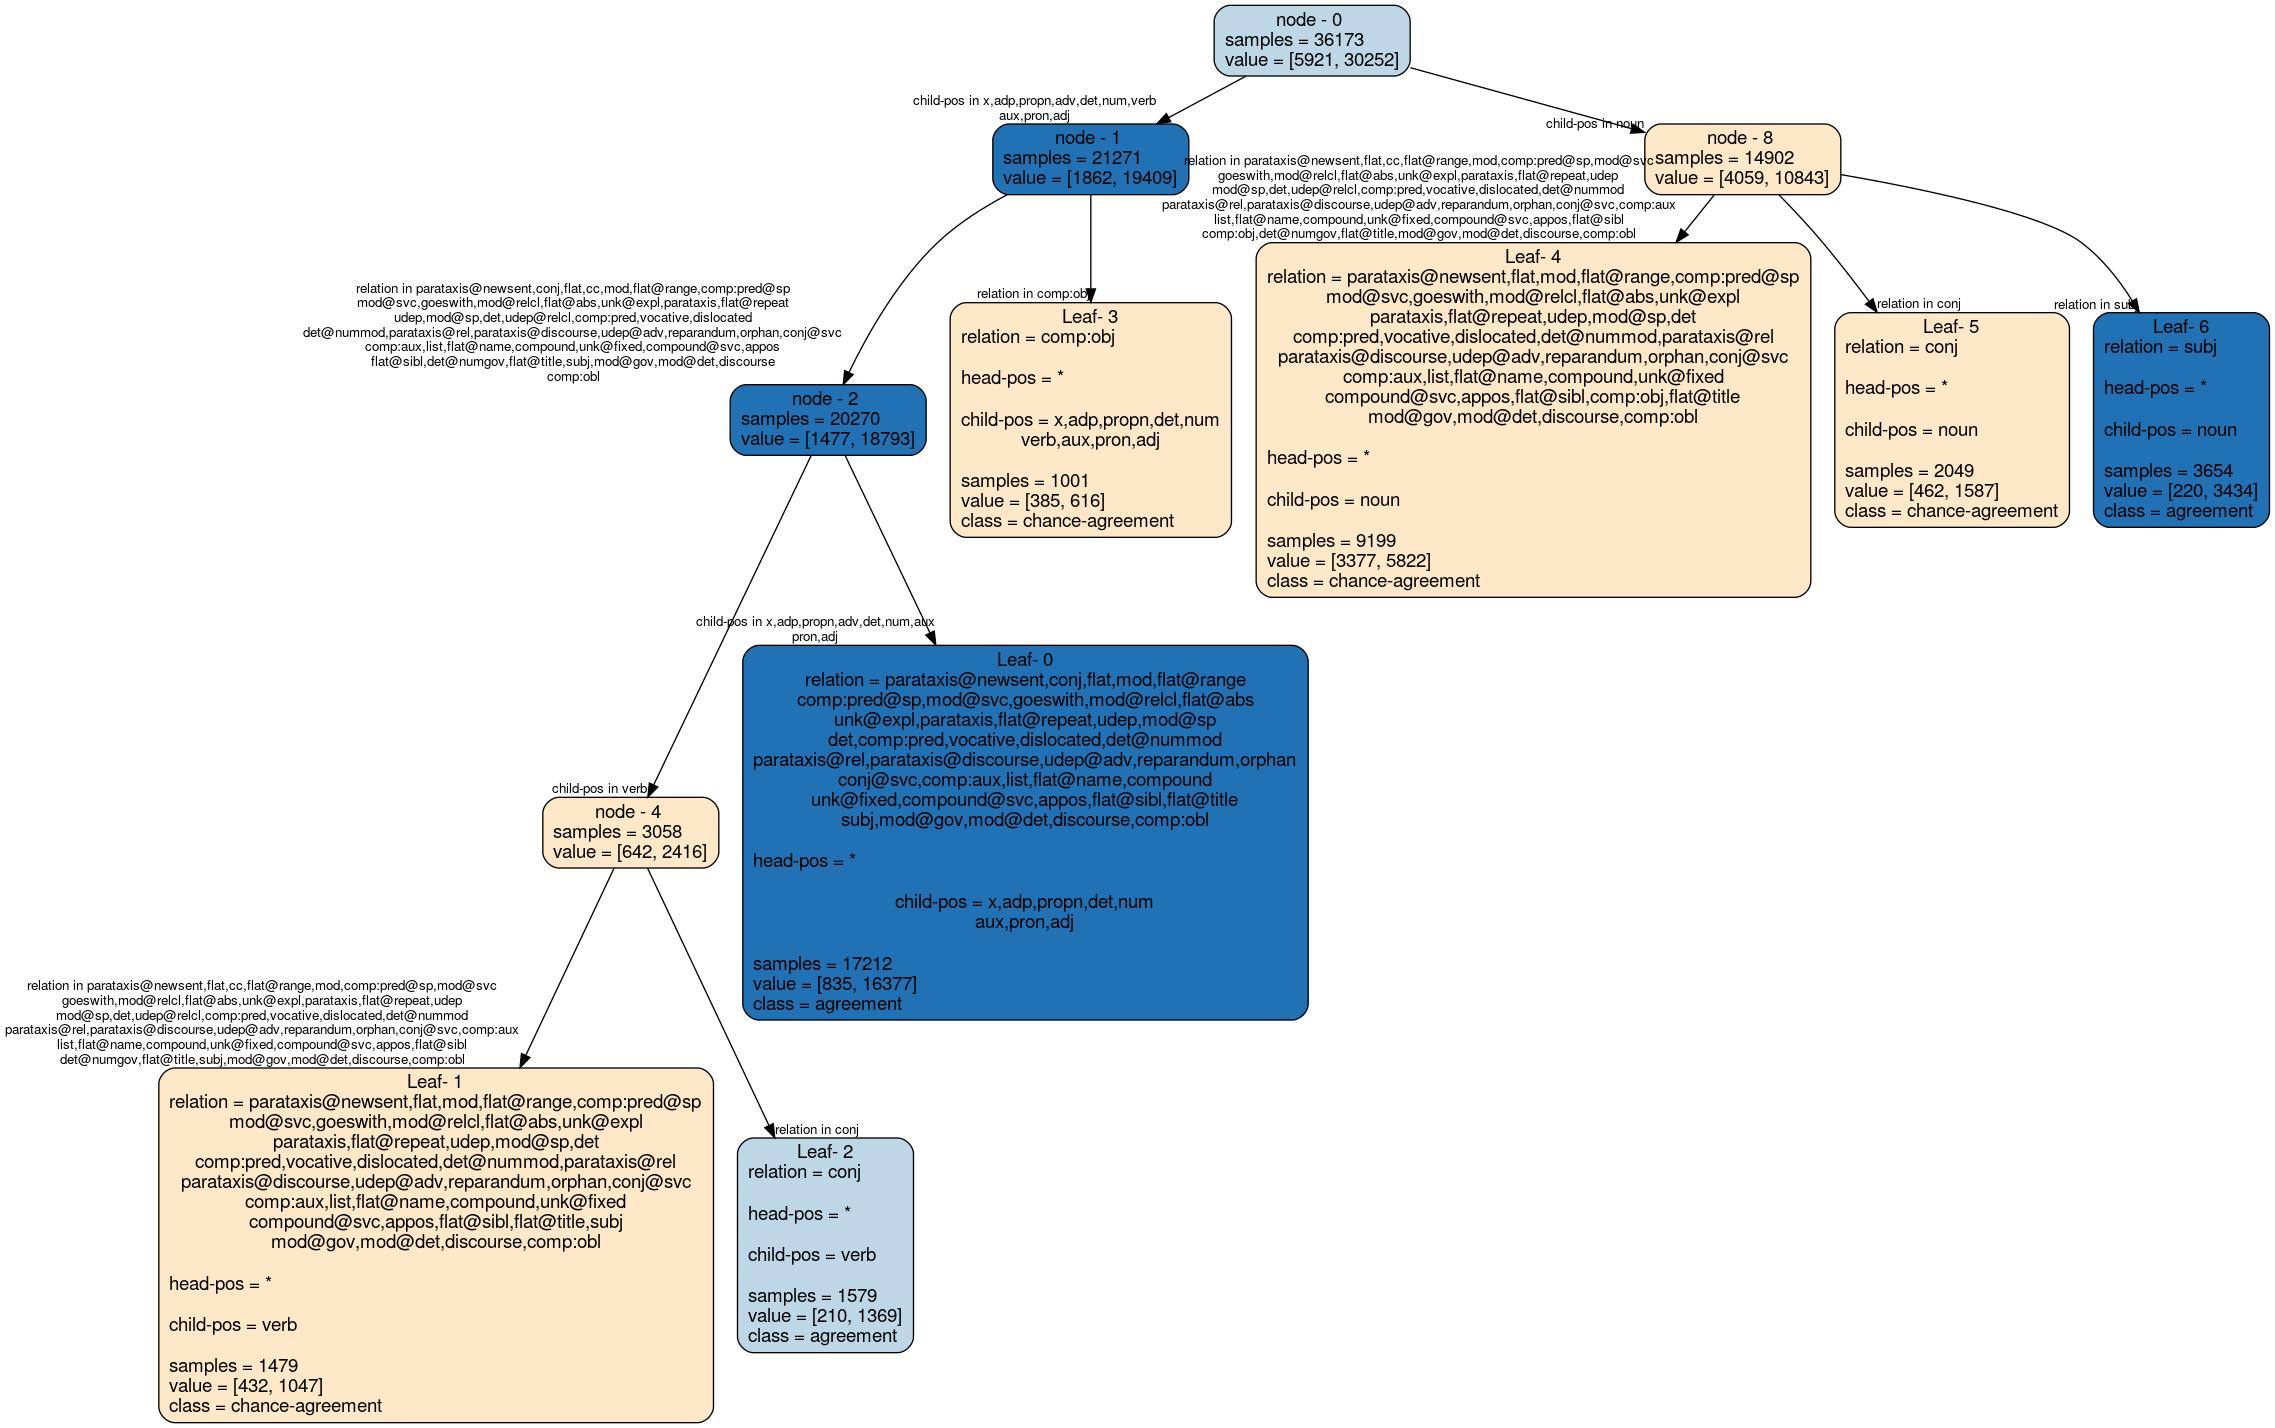 node - 0
samples = 36173
value = [5921, 30252]
child-pos in x,adp,propn,adv,det,num,verb
aux,pron,adj
child-pos in noun
node - 1
samples = 21271
value = [1862, 19409]
node - 8
samples = 14902
value = [4059, 10843]
relation in parataxis@newsent,conj,flat,cc,mod,flat@range,comp:pred@sp
mod@svc,goeswith,mod@relcl,flat@abs,unk@expl,parataxis,flat@repeat
udep,mod@sp,det,udep@relcl,comp:pred,vocative,dislocated
det@nummod,parataxis@rel,parataxis@discourse,udep@adv,reparandum,orphan,conj@svc
comp:aux,list,flat@name,compound,unk@fixed,compound@svc,appos
flat@sibl,det@numgov,flat@title,subj,mod@gov,mod@det,discourse
comp:obl
relation in comp:obj
relation in parataxis@newsent,flat,cc,flat@range,mod,comp:pred@sp,mod@svc
goeswith,mod@relcl,flat@abs,unk@expl,parataxis,flat@repeat,udep
mod@sp,det,udep@relcl,comp:pred,vocative,dislocated,det@nummod
parataxis@rel,parataxis@discourse,udep@adv,reparandum,orphan,conj@svc,comp:aux
list,flat@name,compound,unk@fixed,compound@svc,appos,flat@sibl
comp:obj,det@numgov,flat@title,mod@gov,mod@det,discourse,comp:obl
relation in conj
relation in subj
node - 2
samples = 20270
value = [1477, 18793]
Leaf- 3
relation = comp:obj
head-pos = *
child-pos = x,adp,propn,det,num
verb,aux,pron,adj
samples = 1001
value = [385, 616]
class = chance-agreement
Leaf- 4
relation = parataxis@newsent,flat,mod,flat@range,comp:pred@sp
mod@svc,goeswith,mod@relcl,flat@abs,unk@expl
parataxis,flat@repeat,udep,mod@sp,det
comp:pred,vocative,dislocated,det@nummod,parataxis@rel
parataxis@discourse,udep@adv,reparandum,orphan,conj@svc
comp:aux,list,flat@name,compound,unk@fixed
compound@svc,appos,flat@sibl,comp:obj,flat@title
mod@gov,mod@det,discourse,comp:obl
head-pos = *
child-pos = noun
samples = 9199
value = [3377, 5822]
class = chance-agreement
Leaf- 5
relation = conj
head-pos = *
child-pos = noun
samples = 2049
value = [462, 1587]
class = chance-agreement
Leaf- 6
relation = subj
head-pos = *
child-pos = noun
samples = 3654
value = [220, 3434]
class = agreement
child-pos in verb
child-pos in x,adp,propn,adv,det,num,aux
pron,adj
node - 4
samples = 3058
value = [642, 2416]
Leaf- 0
relation = parataxis@newsent,conj,flat,mod,flat@range
comp:pred@sp,mod@svc,goeswith,mod@relcl,flat@abs
unk@expl,parataxis,flat@repeat,udep,mod@sp
det,comp:pred,vocative,dislocated,det@nummod
parataxis@rel,parataxis@discourse,udep@adv,reparandum,orphan
conj@svc,comp:aux,list,flat@name,compound
unk@fixed,compound@svc,appos,flat@sibl,flat@title
subj,mod@gov,mod@det,discourse,comp:obl
head-pos = *
child-pos = x,adp,propn,det,num
aux,pron,adj
samples = 17212
value = [835, 16377]
class = agreement
relation in parataxis@newsent,flat,cc,flat@range,mod,comp:pred@sp,mod@svc
goeswith,mod@relcl,flat@abs,unk@expl,parataxis,flat@repeat,udep
mod@sp,det,udep@relcl,comp:pred,vocative,dislocated,det@nummod
parataxis@rel,parataxis@discourse,udep@adv,reparandum,orphan,conj@svc,comp:aux
list,flat@name,compound,unk@fixed,compound@svc,appos,flat@sibl
det@numgov,flat@title,subj,mod@gov,mod@det,discourse,comp:obl
relation in conj
Leaf- 1
relation = parataxis@newsent,flat,mod,flat@range,comp:pred@sp
mod@svc,goeswith,mod@relcl,flat@abs,unk@expl
parataxis,flat@repeat,udep,mod@sp,det
comp:pred,vocative,dislocated,det@nummod,parataxis@rel
parataxis@discourse,udep@adv,reparandum,orphan,conj@svc
comp:aux,list,flat@name,compound,unk@fixed
compound@svc,appos,flat@sibl,flat@title,subj
mod@gov,mod@det,discourse,comp:obl
head-pos = *
child-pos = verb
samples = 1479
value = [432, 1047]
class = chance-agreement
Leaf- 2
relation = conj
head-pos = *
child-pos = verb
samples = 1579
value = [210, 1369]
class = agreement